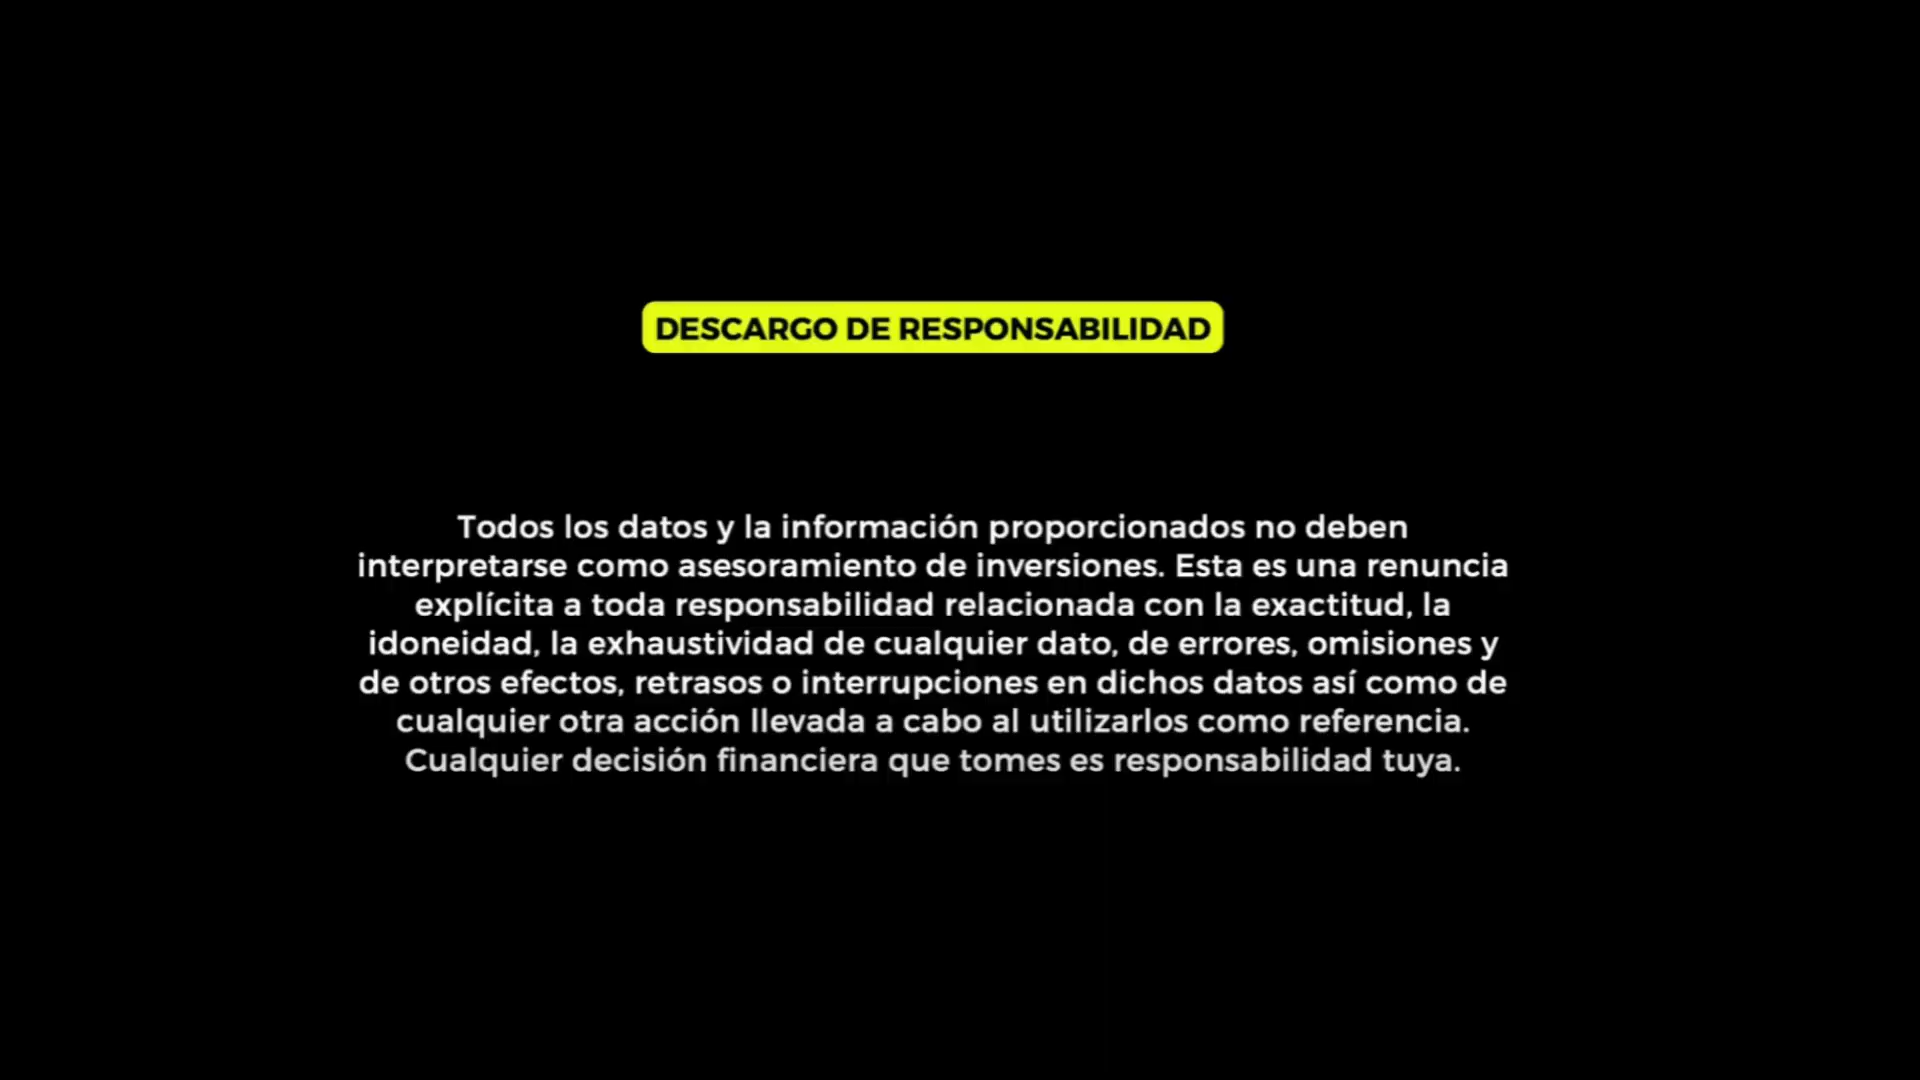 DESCARGO DE RESPONSABILIDAD
Todos los datos y la información proporcionados no deben
interpretarse como asesoramiento de inversiones. Esta es una renuncia
explícita a toda responsabilidad relacionada con la exactitud, la
idoneidad, la exhaustividad de cualquier dato, de errores, omisiones y
de otros efectos, retrasos o interrupciones en dichos datos así como de
cualquier otra acción llevada a cabo al utilizarlos como referencia.
Cualquier decisión financiera que tomes es responsabilidad tuya.